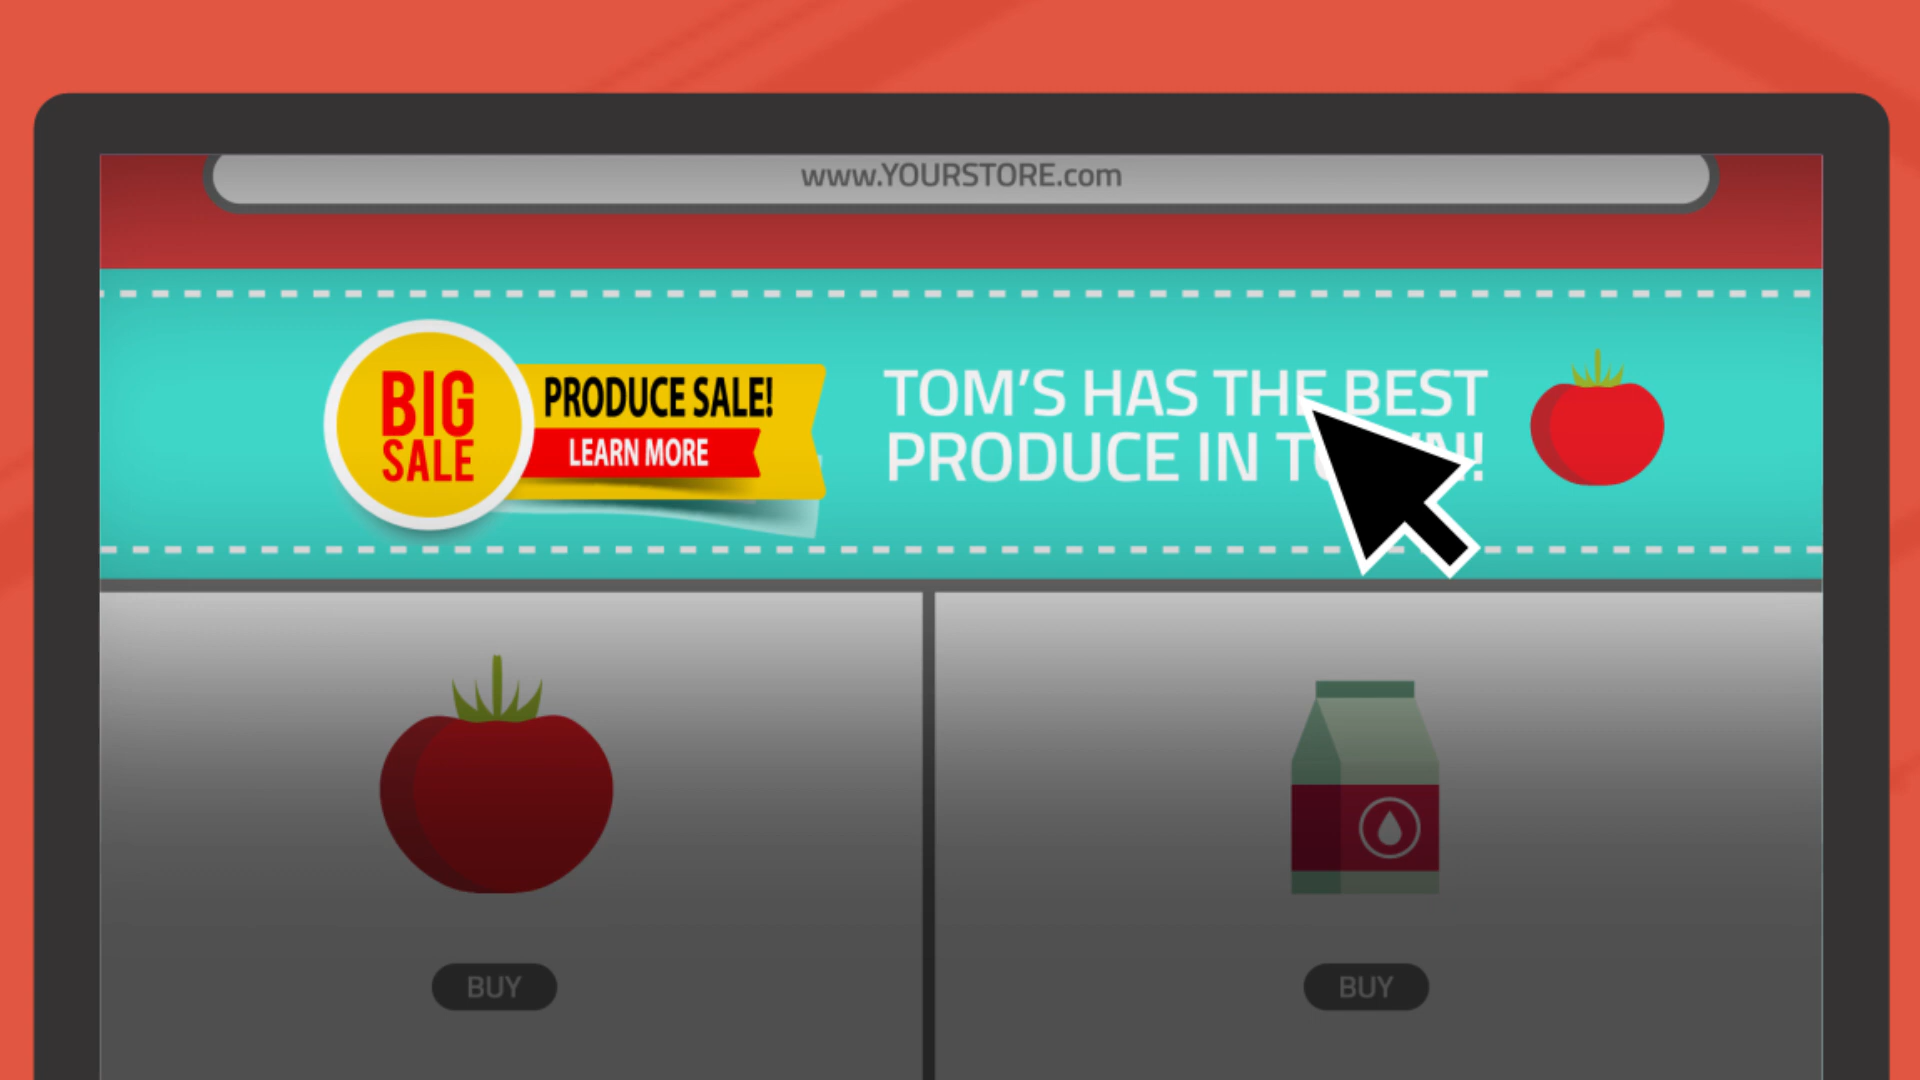 www.YOURSTORE.com
BIG
SALE
PRODUCE SALE!
LEARN MORE
TOM'S HAS THE BEST
PRODUCE IN
BUY
BUY